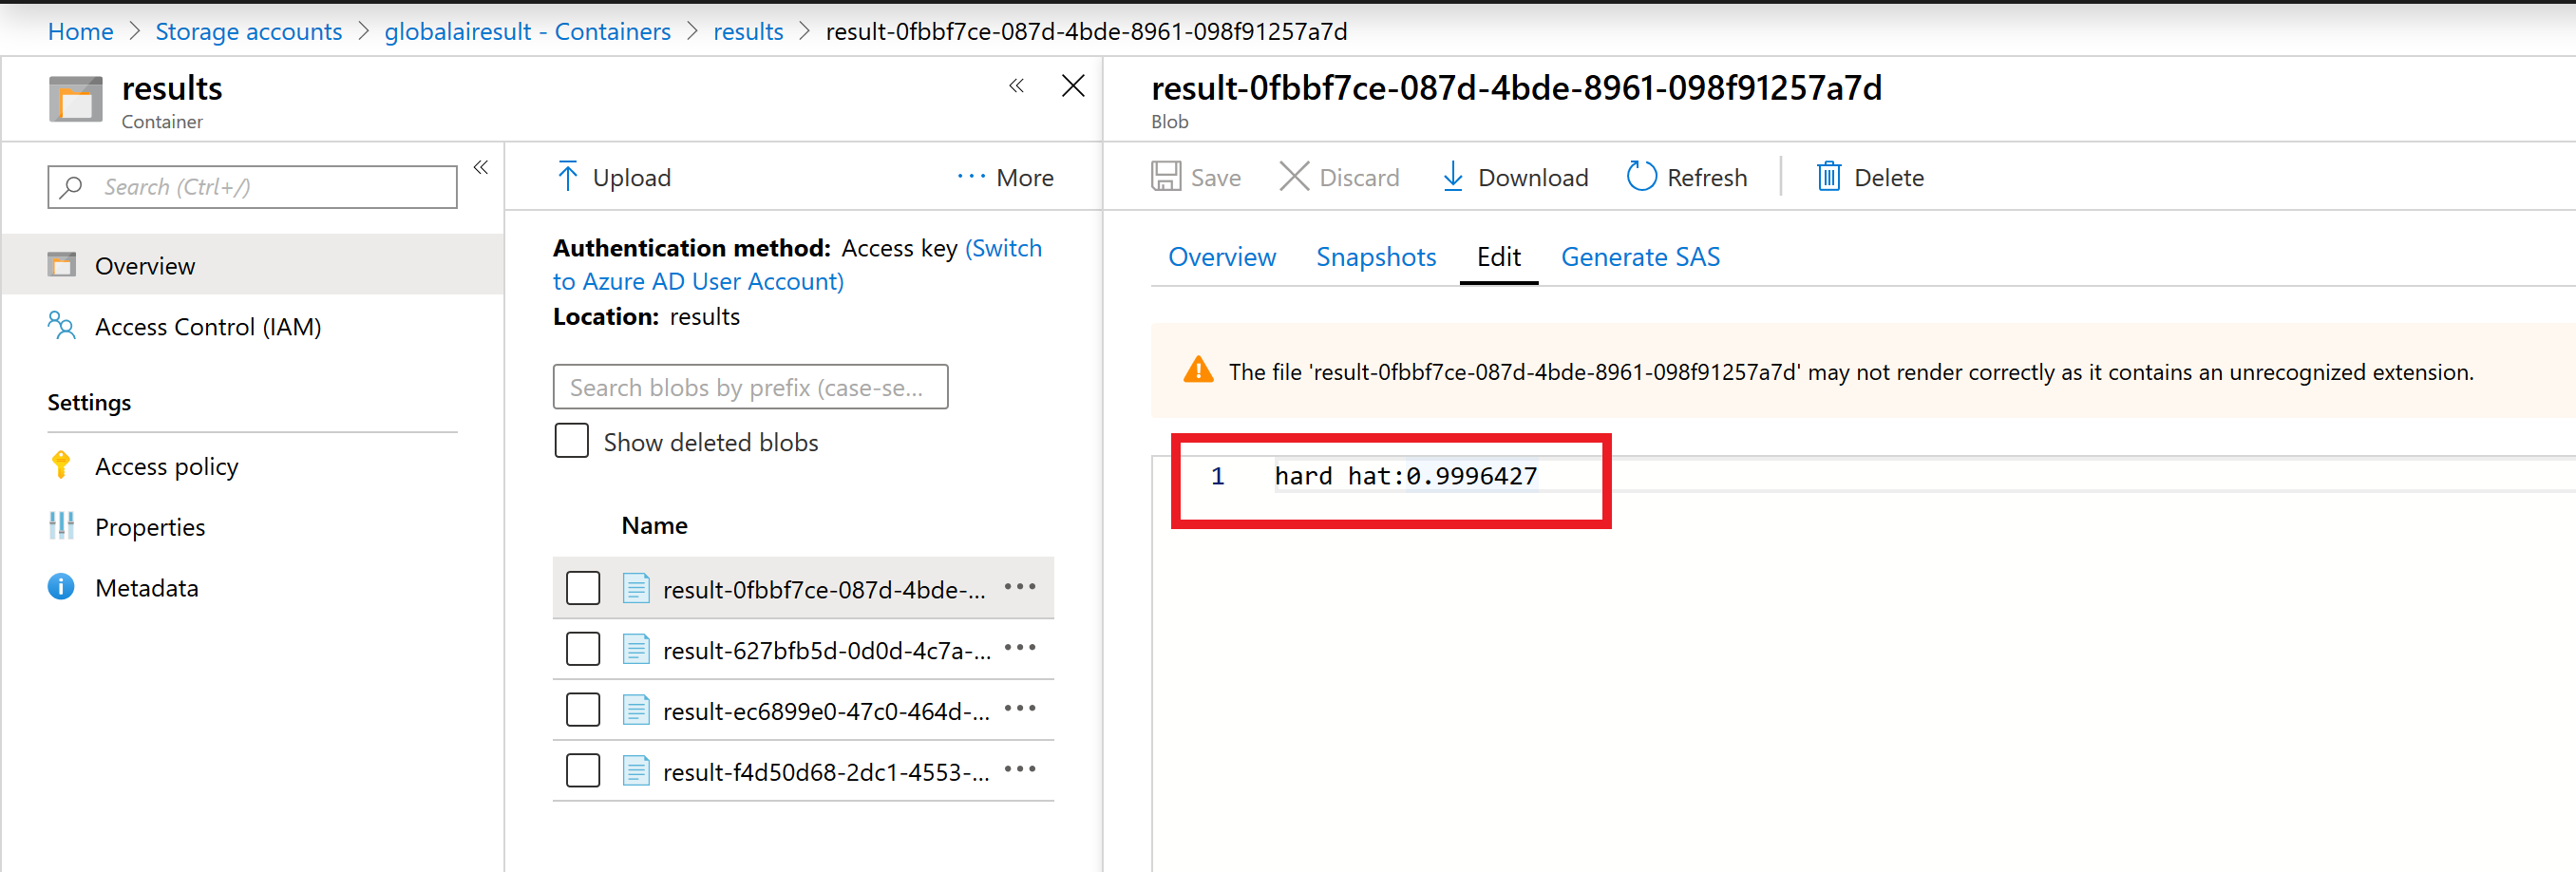 Home > Storage accounts > globalairesult - Containers > results > result-0fbbf7ce-087d-4bde-8961-098f91257a7d
results
Container
Search (Ctrl+/)
Overview
Access Control (IAM)
Settings
Access policy
Properties
Metadata
Upload
More
Authentication method: Access key (Switch
to Azure AD User Account)
Location: results
Search blobs by prefix (case-se...
Show deleted blobs
Name
result-0fbbf7ce-087d-4bde-...
result-627bfb5d-0d0d-4c7a-...
result-ec6899e0-47c0-464d-...
result-f4d50d68-2dc1-4553-...
result-0fbbf7ce-087d-4bde-8961-098f91257a7d
Blob
Save Discard Download Refresh Delete
Overview Snapshots Edit Generate SAS
The file 'result-0fbbf7ce-087d-4bde-8961-098f91257a7d' may not render correctly as it contains an unrecognized extension.
1 hard hat:0.9996427